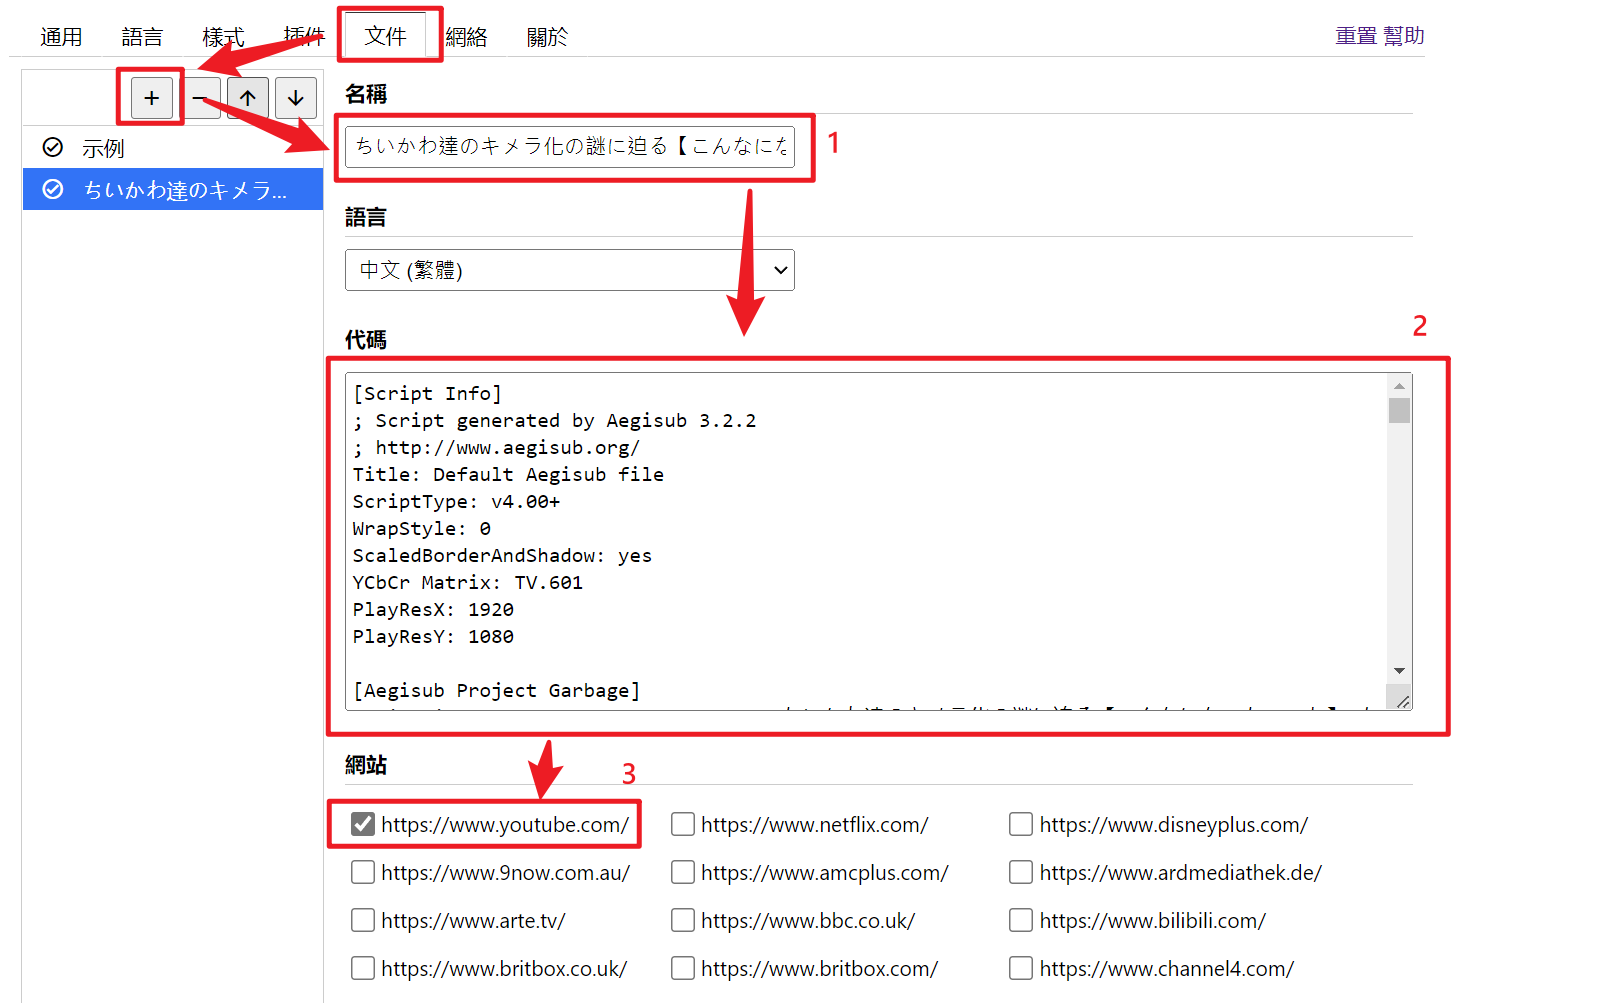 通用 語言 樣式 插件 文件 網絡 關於 重置 幫助
+ − ↑ ↓
示例
ちいかわ達のキメラ...
名稱
ちいかわ達のキメラ化の謎に迫る【こんなにな
1
語言
中文 (繁體)
代碼
2
[Script Info]
; Script generated by Aegisub 3.2.2
; http://www.aegisub.org/
Title: Default Aegisub file
ScriptType: v4.00+
WrapStyle: 0
ScaledBorderAndShadow: yes
YCbCr Matrix: TV.601
PlayResX: 1920
PlayResY: 1080
[Aegisub Project Garbage]
網站
3
https://www.youtube.com/ https://www.netflix.com/ https://www.disneyplus.com/
https://www.9now.com.au/ https://www.amcplus.com/ https://www.ardmediathek.de/
https://www.arte.tv/ https://www.bbc.co.uk/ https://www.bilibili.com/
https://www.britbox.co.uk/ https://www.britbox.com/ https://www.channel4.com/